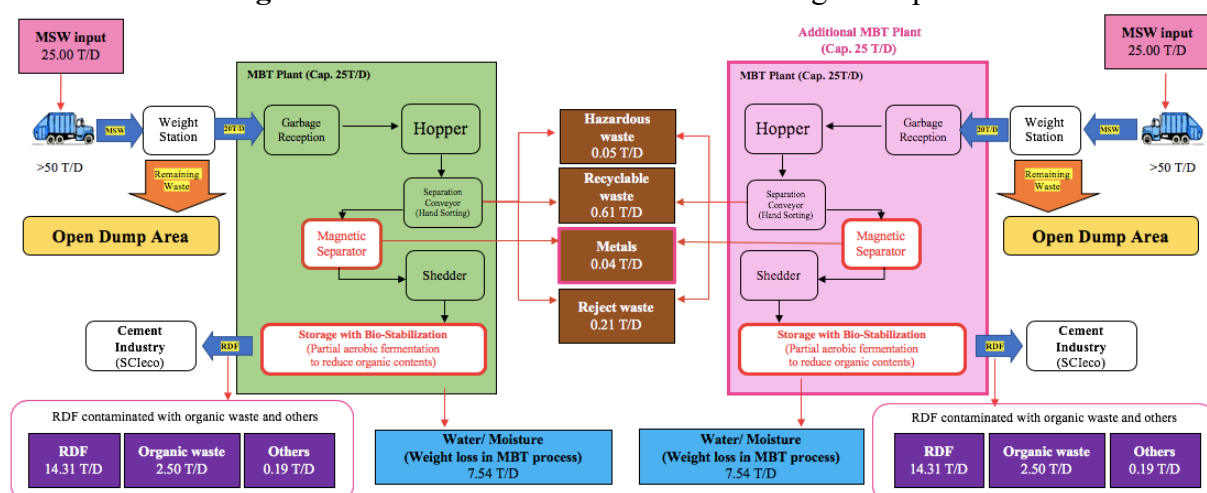 MSW input
25.00 T/D
>50 T/D
MSW
Weight
Station
20T/D
Remaining
Waste
Open Dump Area
MBT Plant (Cap. 25T/D)
Garbage
Reception
Hopper
Separation
Conveyor
(Hand Sorting)
Magnetic
Separator
Shedder
Storage with Bio-Stabilization
(Partial aerobic fermentation
to reduce organic contents)
Cement
Industry
(SCIeco)
RDF
RDF contaminated with organic waste and others
RDF
14.31 T/D
Organic waste
2.50 T/D
Others
0.19 T/D
Water/ Moisture
(Weight loss in MBT process)
7.54 T/D
Hazardous
waste
0.05 T/D
Recyclable
waste
0.61 T/D
Metals
0.04 T/D
Reject waste
0.21 T/D
Additional MBT Plant
(Cap. 25 T/D)
MBT Plant (Cap. 25T/D)
Hopper
Garbage
Reception
Separation
Conveyor
(Hand Sorting)
Magnetic
Separator
Shedder
Storage with Bio-Stabilization
(Partial aerobic fermentation
to reduce organic contents)
Water/ Moisture
(Weight loss in MBT process)
7.54 T/D
MSW input
25.00 T/D
>50 T/D
MSW
Weight
Station
20T/D
Remaining
Waste
Open Dump Area
RDF
Cement
Industry
(SCIeco)
RDF contaminated with organic waste and others
RDF
14.31 T/D
Organic waste
2.50 T/D
Others
0.19 T/D